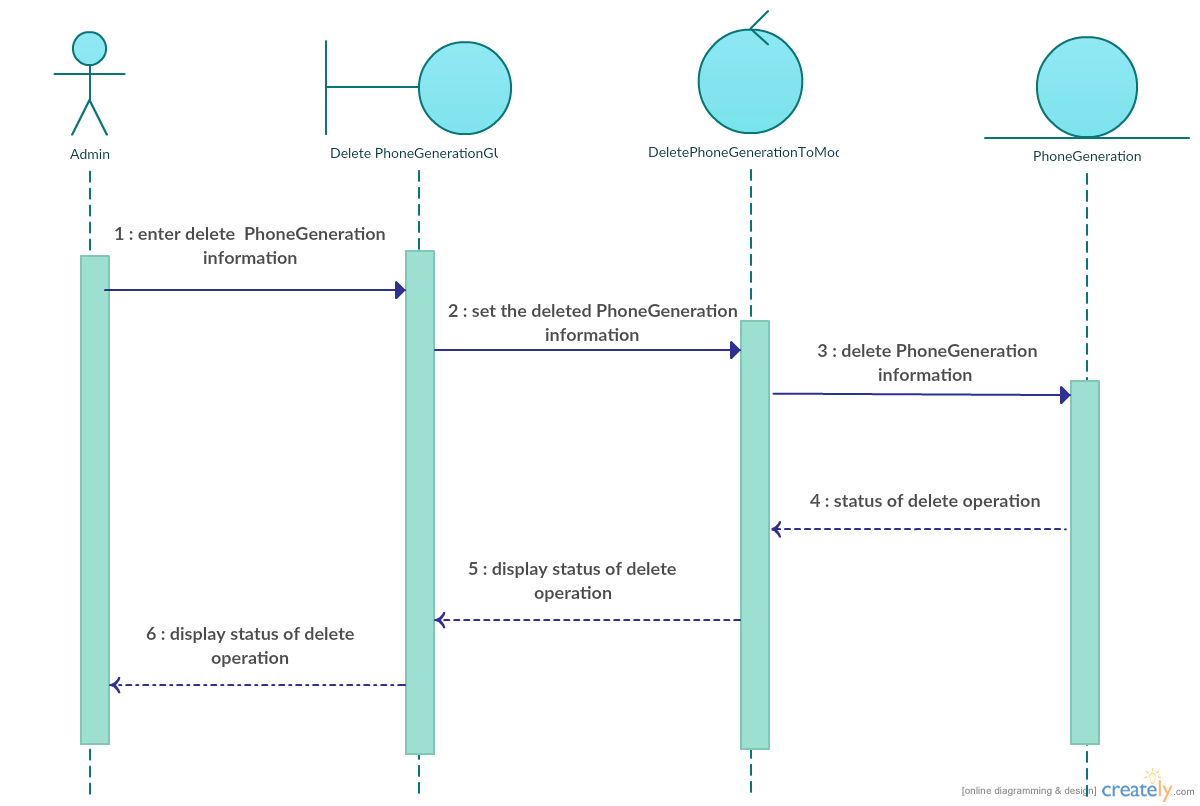 Admin
Delete PhoneGenerationGU
DeletePhoneGenerationToMod
PhoneGeneration
1 : enter delete PhoneGeneration
information
2 : set the deleted PhoneGeneration
information
3 : delete PhoneGeneration
information
4 : status of delete operation
5 : display status of delete
operation
6 : display status of delete
operation
[online diagramming & design] creately.com